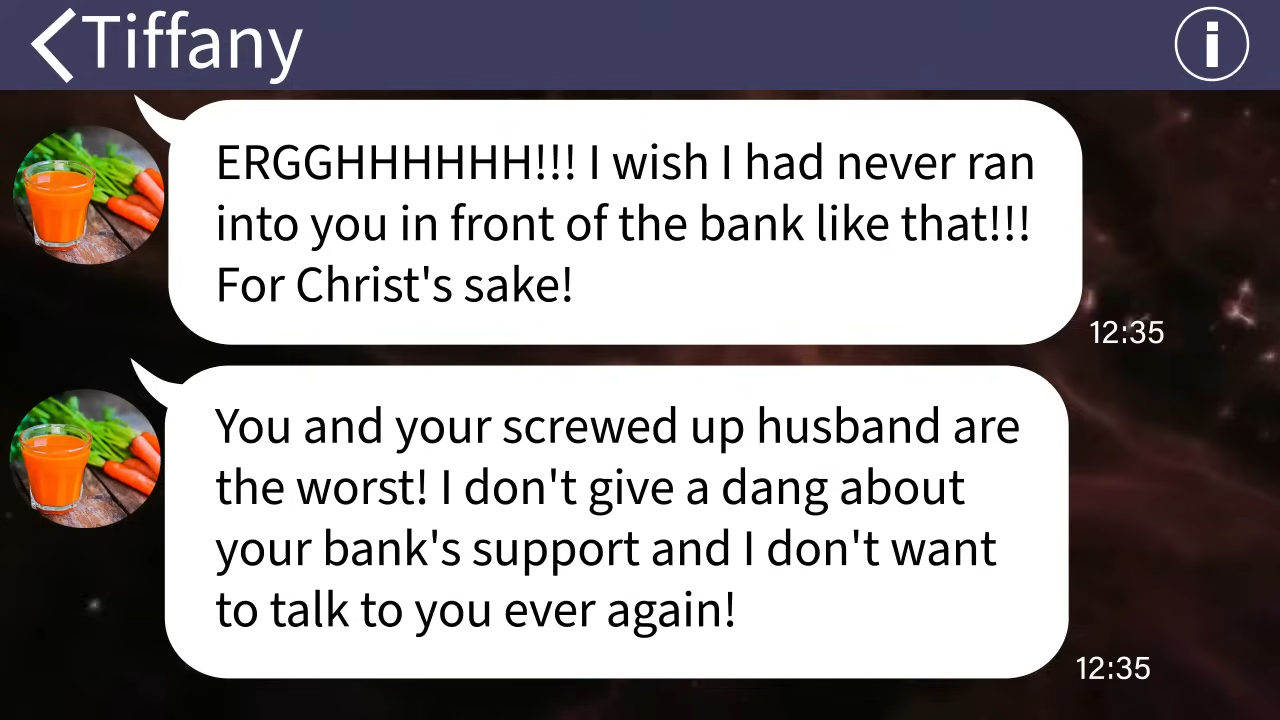 Tiffany
ERGGHHHHHH!!! I wish I had never ran
into you in front of the bank like that!!!
For Christ's sake!
12:35
You and your screwed up husband are
the worst! I don't give a dang about
your bank's support and I don't want
to talk to you ever again!
12:35